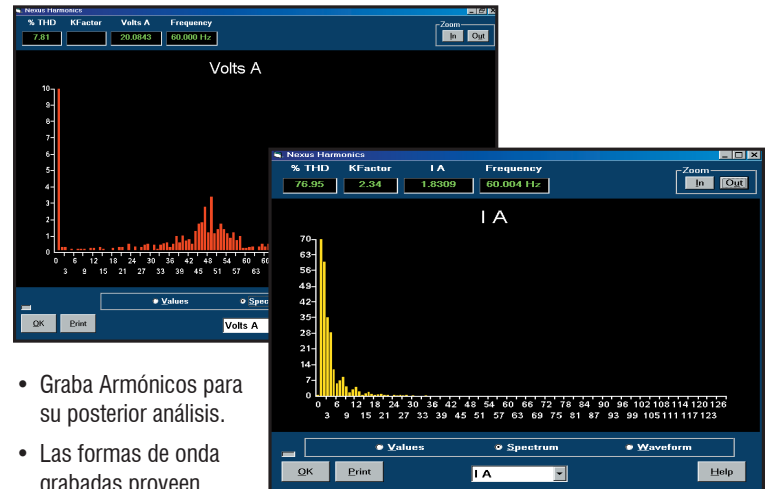 Nexus Harmonics
% THD KFactor Volts A Frequency
7.81 20.0843 60.000 Hz
Zoom
In Out
Volts A
10
9
8
7
6
5
4
3
2
1
0
0 6 12 18 24 30 36 42 48 54 60
3 9 15 21 27 33 39 45 51 57 63
Values
OK Print Volts A
Nexus Harmonics
% THD KFactor I A Frequency
76.95 2.34 1.8309 60.004 Hz
Zoom
In Out
I A
70
63
56
49
42
35
28
21
14
7
0
0 6 12 18 24 30 36 42 48 54 60 66 72 78 84 90 96 102 108 114 120 126
3 9 15 21 27 33 39 45 51 57 63 69 75 81 87 93 99 105 111 117 123
Values Spectrum Waveform
OK Print I A Help
• Graba Armónicos para
su posterior análisis.
• Las formas de onda
grabadas proveen